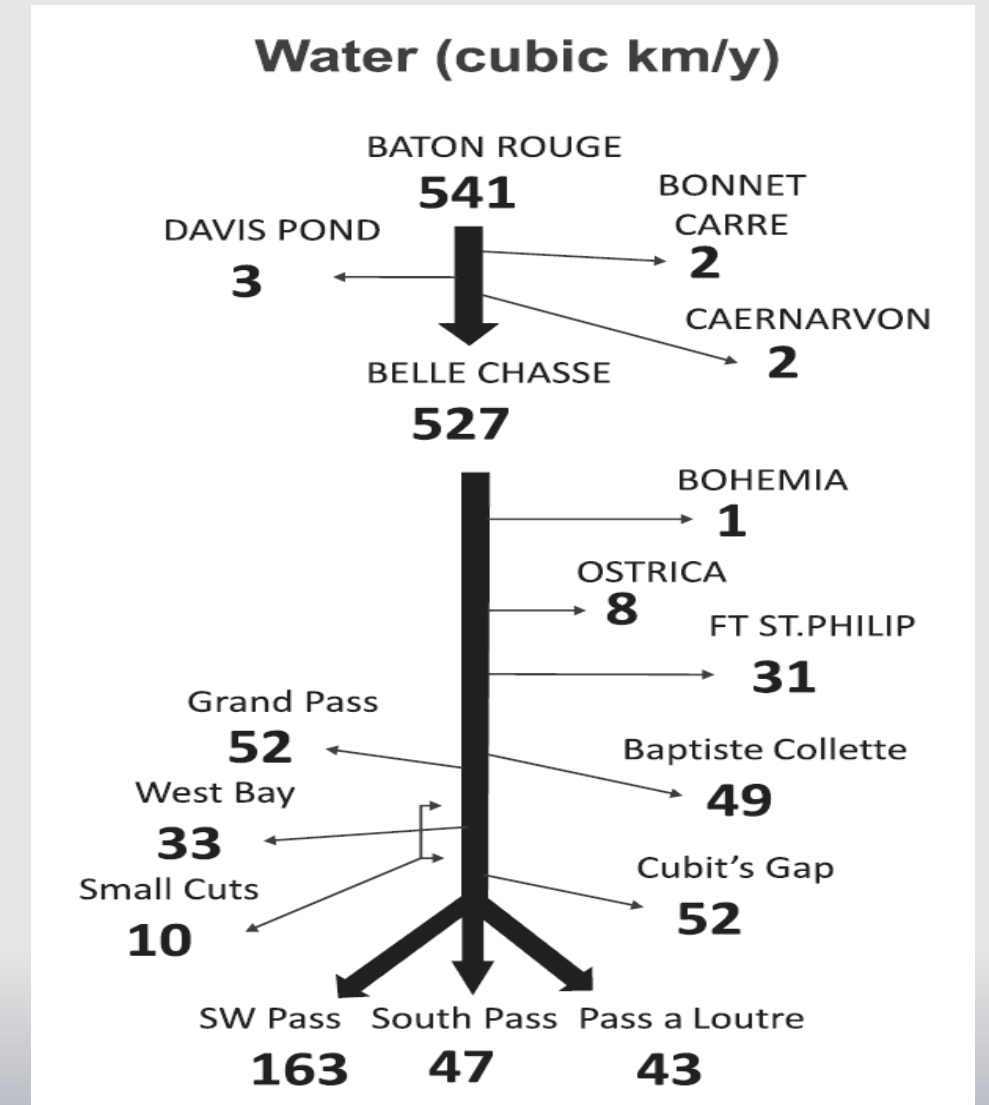 Water (cubic km/y)
BATON ROUGE
541
BONNET
CARRE
2
DAVIS POND
3
CAERNARVON
2
BELLE CHASSE
527
BOHEMIA
1
OSTRICA
8
FT ST.PHILIP
31
Grand Pass
52
Baptiste Collette
49
West Bay
33
Cubit's Gap
52
Small Cuts
10
SW Pass South Pass Pass a Loutre
163 47 43